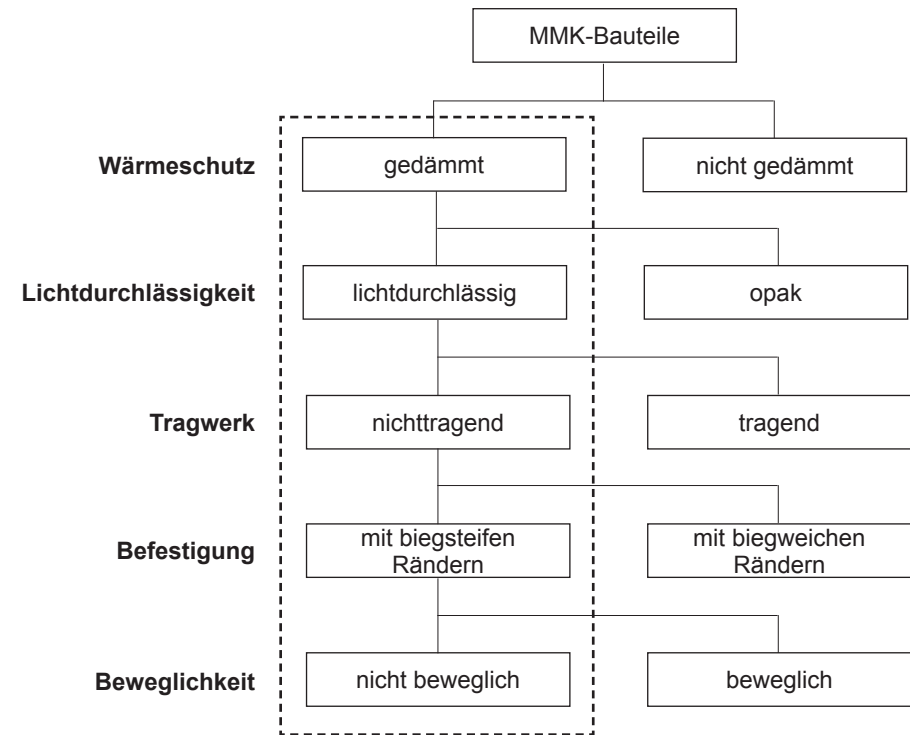 MMK-Bauteile
Wärmeschutz
gedämmt
nicht gedämmt
Lichtdurchlässigkeit
lichtdurchlässig
opak
Tragwerk
nichttragend
tragend
Befestigung
mit biegsteifen
Rändern
mit biegweichen
Rändern
Beweglichkeit
nicht beweglich
beweglich